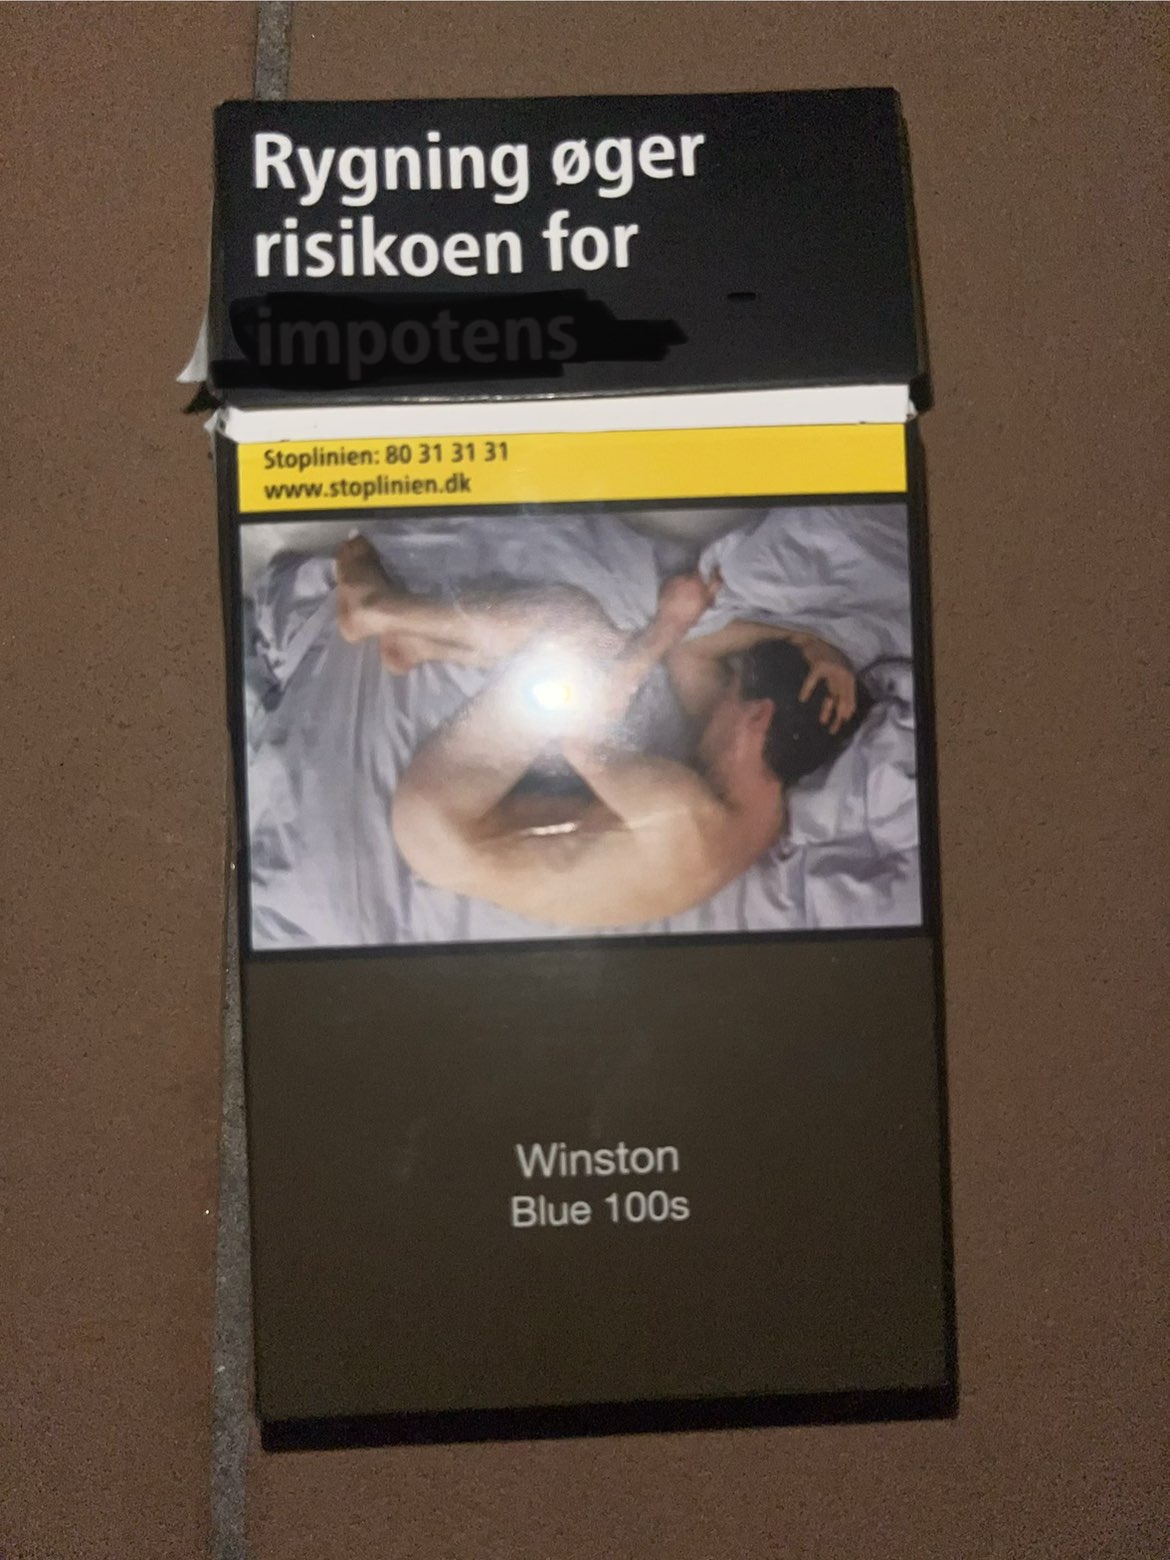 Rygning øger
risikoen for
impotens
Stoplinien: 80 31 31 31
www.stoplinien.dk
Winston
Blue 100s